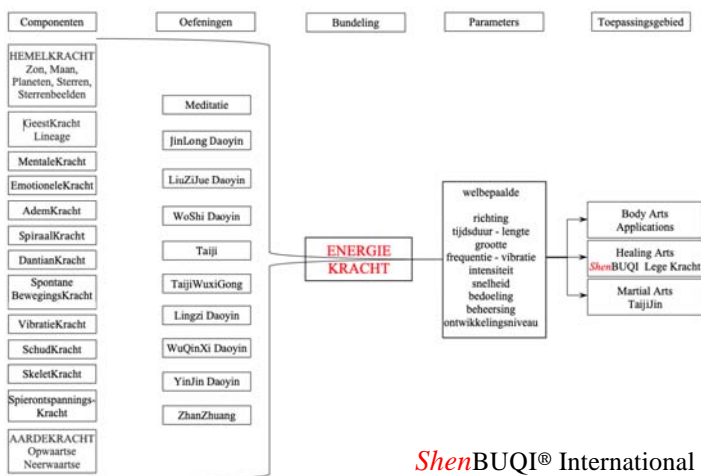 Componenten
Oefeningen
Bundeling
Parameters
Toepassingsgebied
HEMELKRACHT
Zon, Maan,
Planeten, Sterren,
Sterrenbeelden
GeestKracht
Lineage
MentaleKracht
EmotioneleKracht
AdemKracht
SpiraalKracht
DantianKracht
Spontane
BewegingsKracht
VibratieKracht
SchudKracht
SkeletKracht
Spierontspannings-
Kracht
AARDEKRACHT
Opwaartse
Neerwaartse
Meditatie
JinLong Daoyin
LiuZiJue Daoyin
WoShi Daoyin
Taiji
TaijiWuxiGong
Lingzi Daoyin
WuQinXi Daoyin
YinJin Daoyin
ZhanZhuang
ENERGIE
KRACHT
welbepaalde
richting
tijdsduur - lengte
grootte
frequentie - vibratie
intensiteit
snelheid
bedoeling
beheersing
ontwikkelingsniveau
Body Arts
Applications
Healing Arts
ShenBUQI Lege Kracht
Martial Arts
TaijiJin
ShenBUQI® International